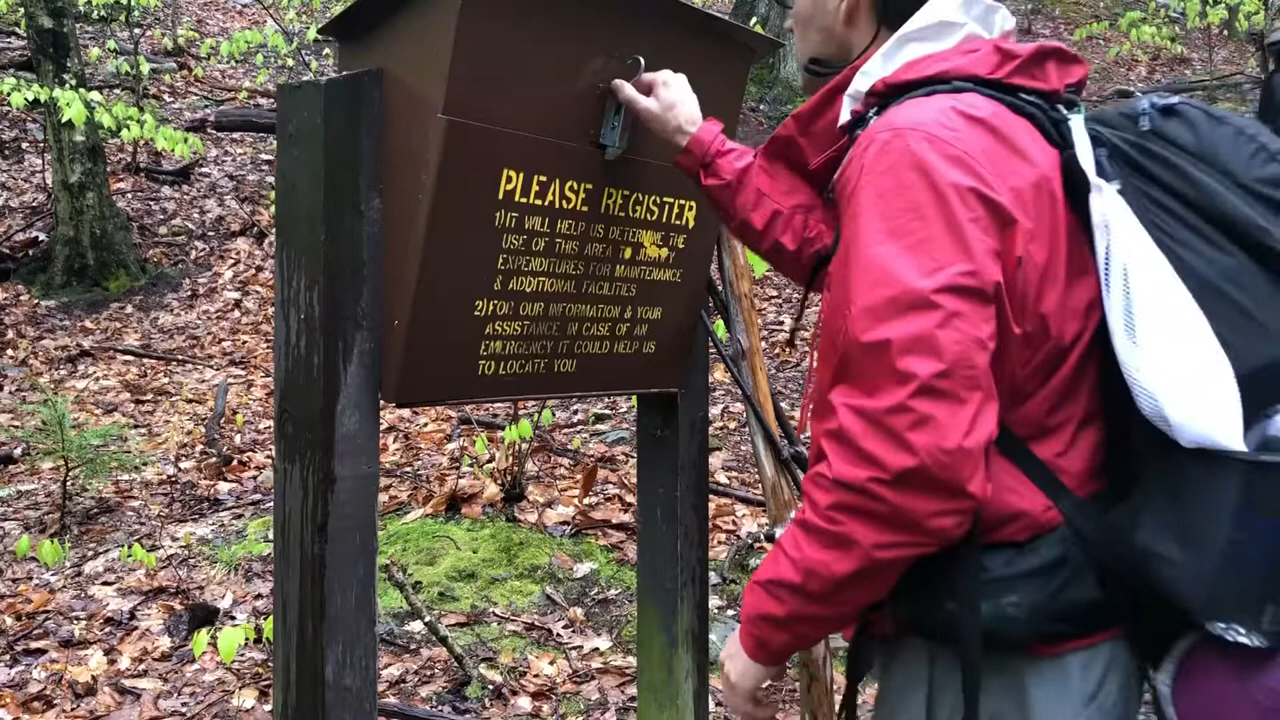 PLEASE REGISTER
1) IT WILL HELP US DETERMINE THE
USE OF THIS AREA TO JUSTIFY
EXPENDITURES FOR MAINTENANCE
& ADDITIONAL FACILITIES
2) FOR OUR INFORMATION & YOUR
ASSISTANCE IN CASE OF AN
EMERGENCY IT COULD HELP US
TO LOCATE YOU